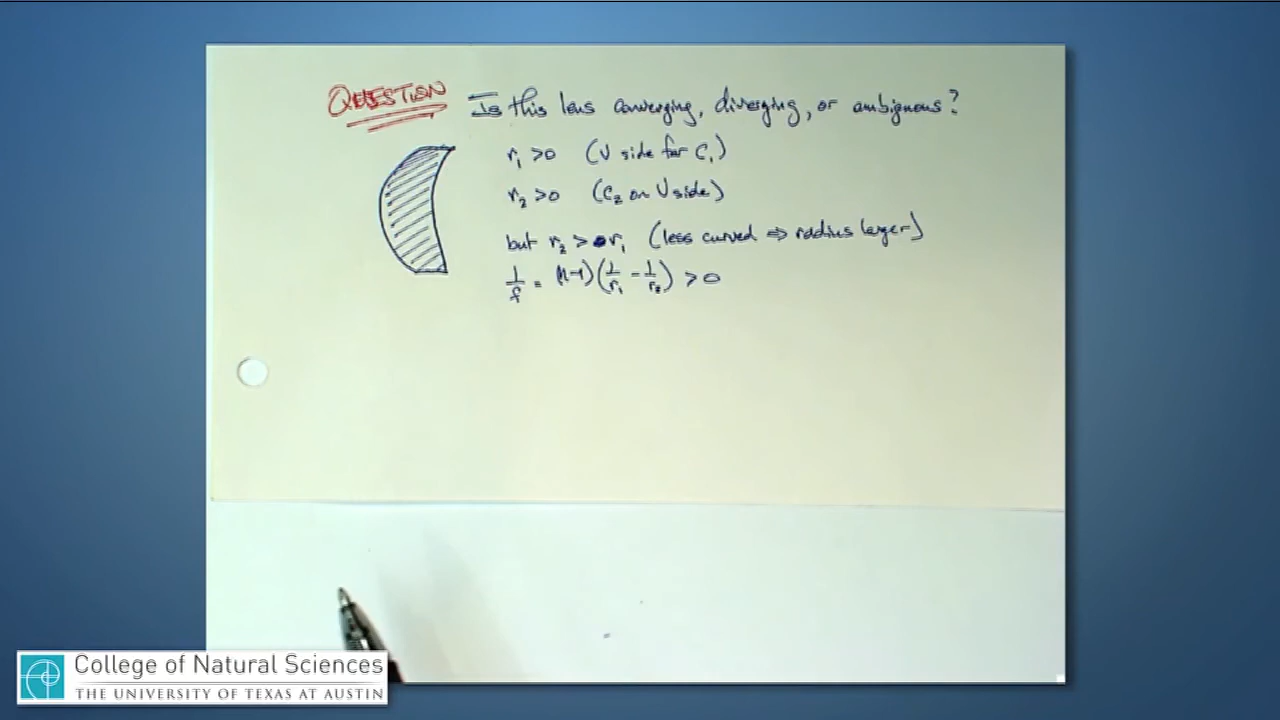 QUESTION Is this lens converging, diverging, or ambiguous?
r₁ >0 (V side for C₁)
r₂ >0 (C₂ on V side)
but r₂ > r₁ (less curved ⇒ radius larger)
1/f = (n-1)(1/r₁ - 1/r₂) > 0
College of Natural Sciences
THE UNIVERSITY OF TEXAS AT AUSTIN